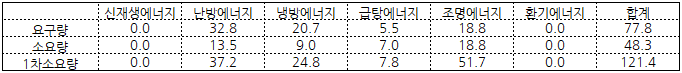 신재생에너지 난방에너지 냉방에너지 급탕에너지 조명에너지 환기에너지 합계
요구량 0.0 32.8 20.7 5.5 18.8 0.0 77.8
소요량 0.0 13.5 9.0 7.0 18.8 0.0 48.3
1차소요량 0.0 37.2 24.8 7.8 51.7 0.0 121.4